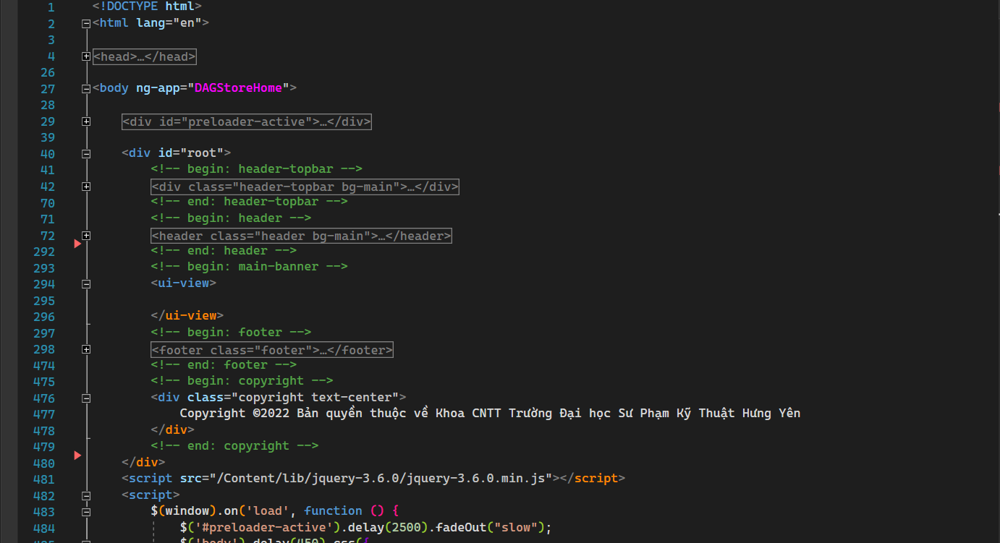 1 <!DOCTYPE html>
2 <html lang="en">
3
4 <head>…</head>
26
27 <body ng-app="DAGStoreHome">
28
29 <div id="preloader-active">…</div>
39
40 <div id="root">
41 <!-- begin: header-topbar -->
42 <div class="header-topbar bg-main">…</div>
70 <!-- end: header-topbar -->
71 <!-- begin: header -->
72 <header class="header bg-main">…</header>
292 <!-- end: header -->
293 <!-- begin: main-banner -->
294 <ui-view>
295
296 </ui-view>
297 <!-- begin: footer -->
298 <footer class="footer">…</footer>
474 <!-- end: footer -->
475 <!-- begin: copyright -->
476 <div class="copyright text-center">
477 Copyright ©2022 Bản quyền thuộc về Khoa CNTT Trường Đại học Sư Phạm Kỹ Thuật Hưng Yên
478 </div>
479 <!-- end: copyright -->
480 </div>
481 <script src="/Content/lib/jquery-3.6.0/jquery-3.6.0.min.js"></script>
482 <script>
483 $(window).on('load', function () {
484 $('#preloader-active').delay(2500).fadeOut("slow");
485 $('body').delay(450).css({